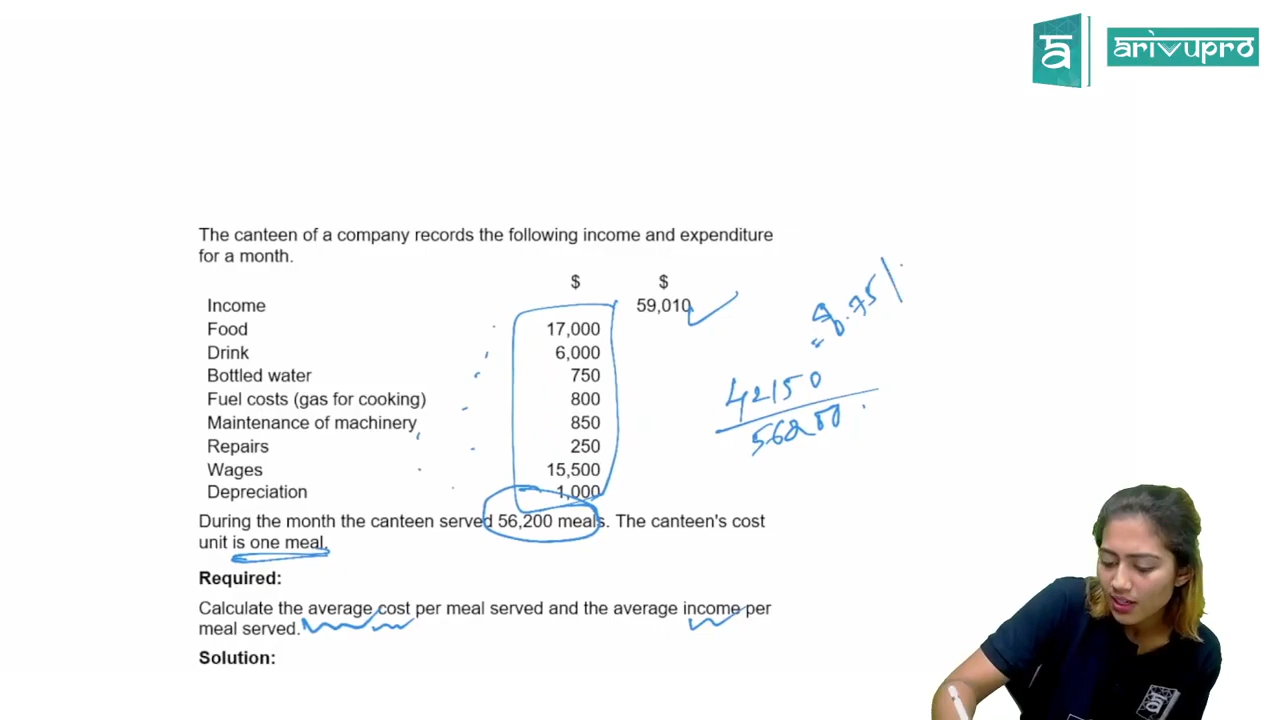 arivupro
The canteen of a company records the following income and expenditure
for a month.
$ $
Income 59,010
Food 17,000
Drink 6,000
Bottled water 750
Fuel costs (gas for cooking) 800
Maintenance of machinery 850
Repairs 250
Wages 15,500
Depreciation 1,000
During the month the canteen served 56,200 meals. The canteen's cost
unit is one meal.
Required:
Calculate the average cost per meal served and the average income per
meal served.
Solution:
42150
56200
.75